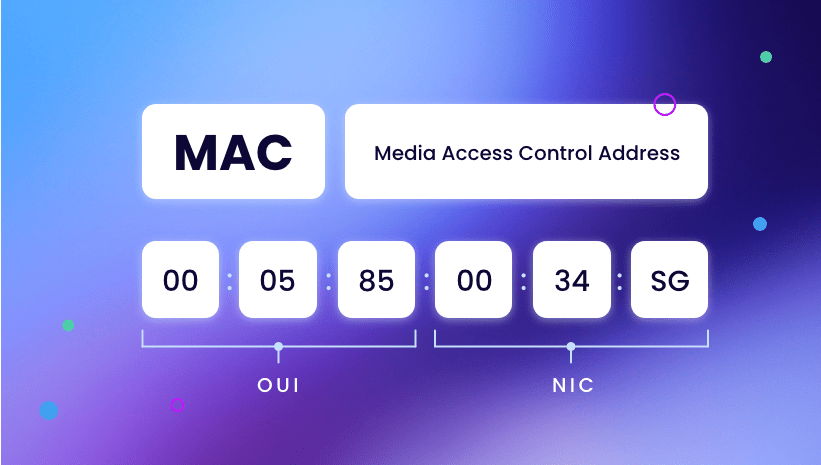 MAC
Media Access Control Address
00 : 05 : 85 : 00 : 34 : SG
OUI
NIC